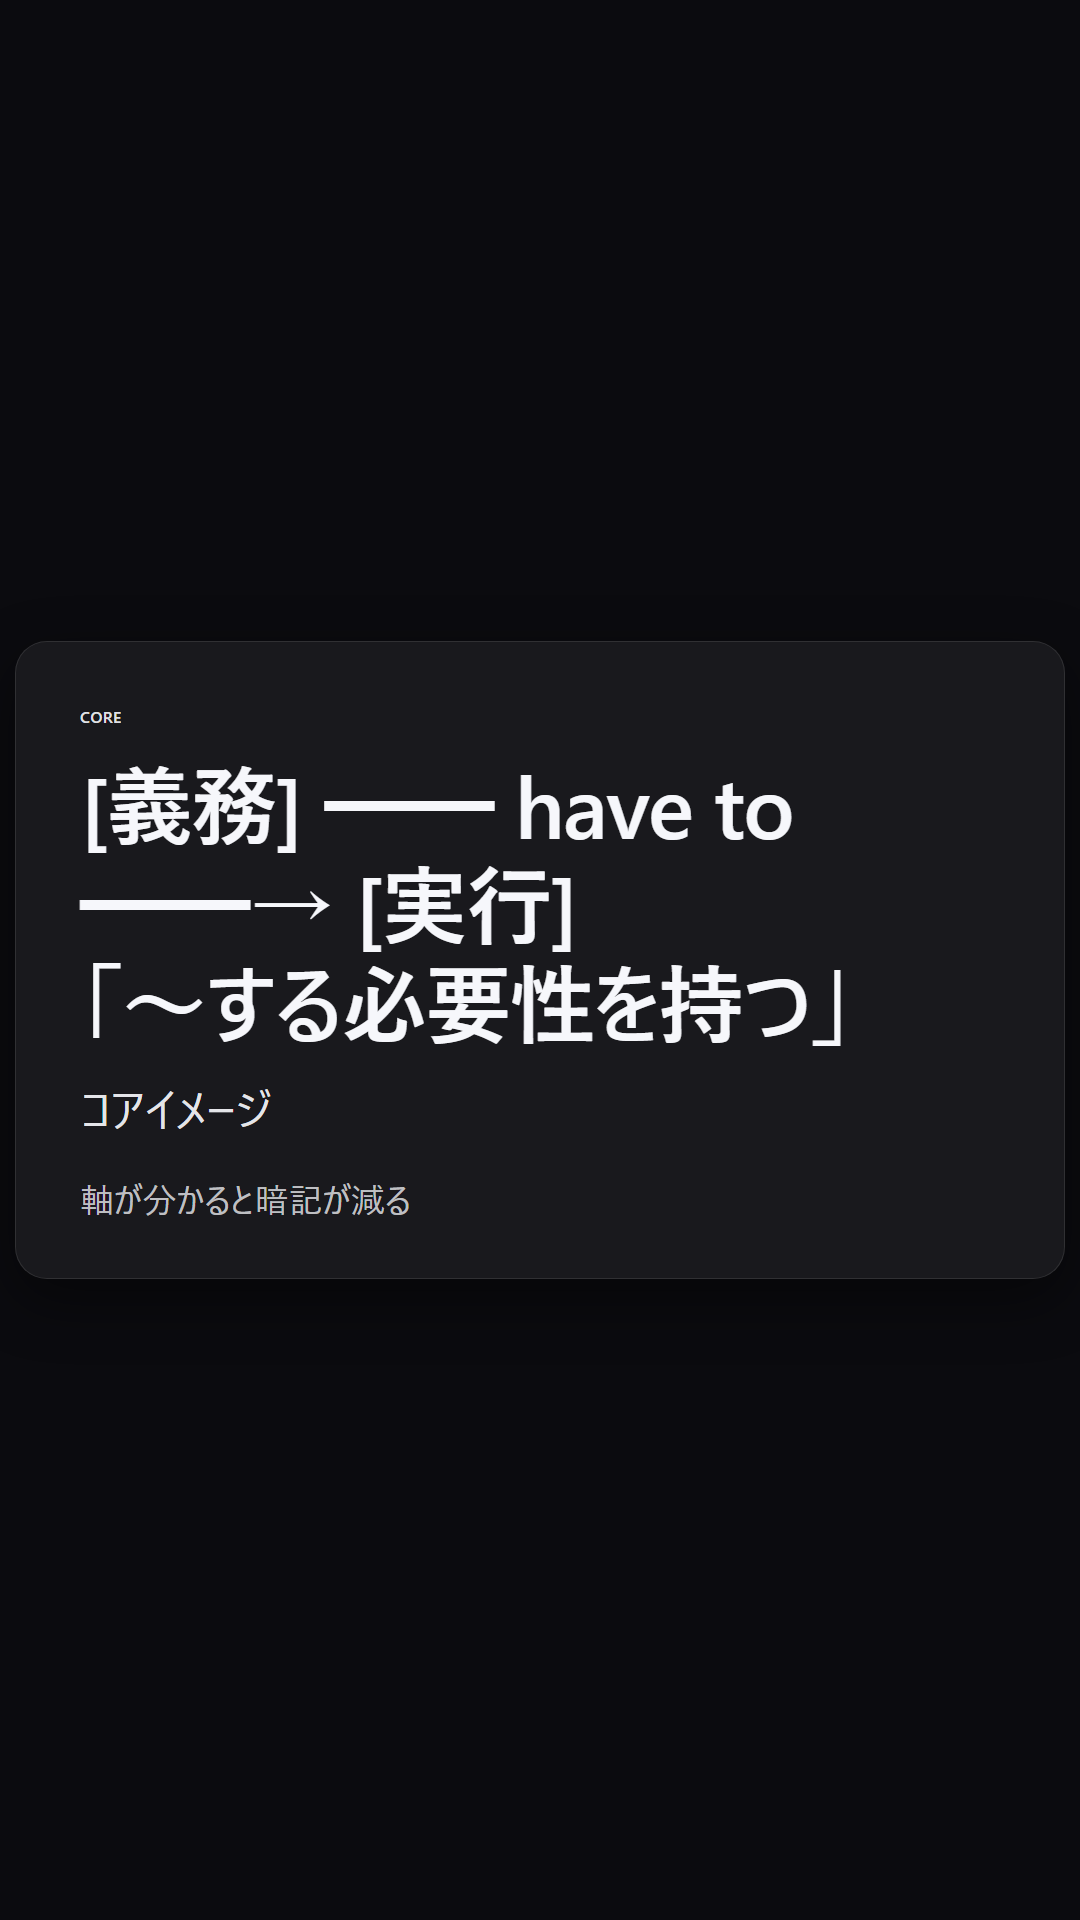 CORE
[義務] ━━ have to
━━→ [実行]
「〜する必要性を持つ」
コアイメージ
軸が分かると暗記が減る